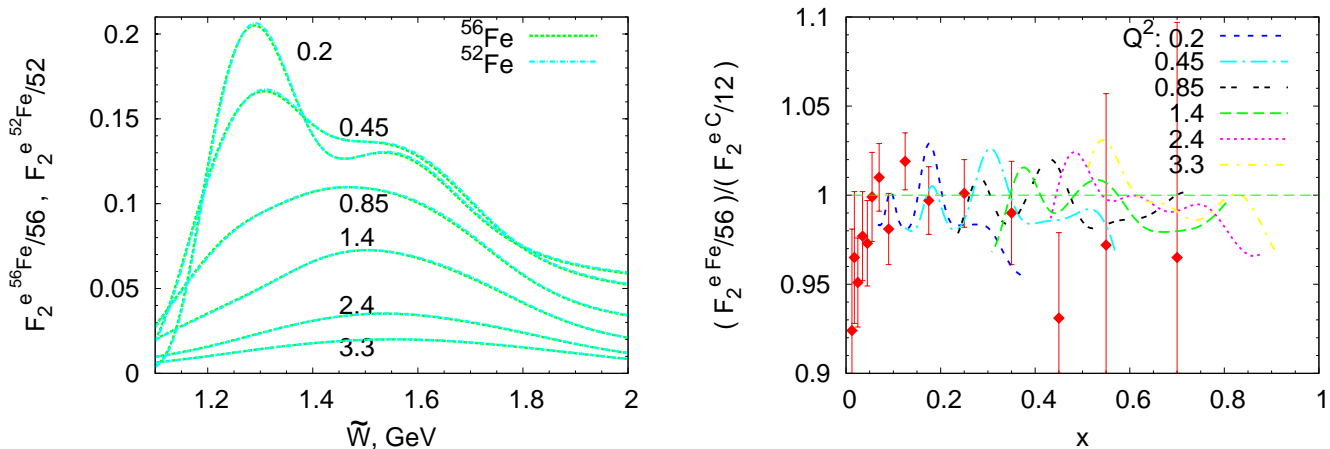 F₂ᵉ ⁵⁶Fe/56 , F₂ᵉ ⁵²Fe/52
0.2
0.15
0.1
0.05
0
1.2 1.4 1.6 1.8 2
W̃, GeV
⁵⁶Fe
⁵²Fe
0.2
0.45
0.85
1.4
2.4
3.3
( F₂ᵉ ᶠᵉ/56)/( F₂ᵉ ᶜ/12)
1.1
1.05
1
0.95
0.9
0 0.2 0.4 0.6 0.8 1
x
Q²: 0.2
0.45
0.85
1.4
2.4
3.3